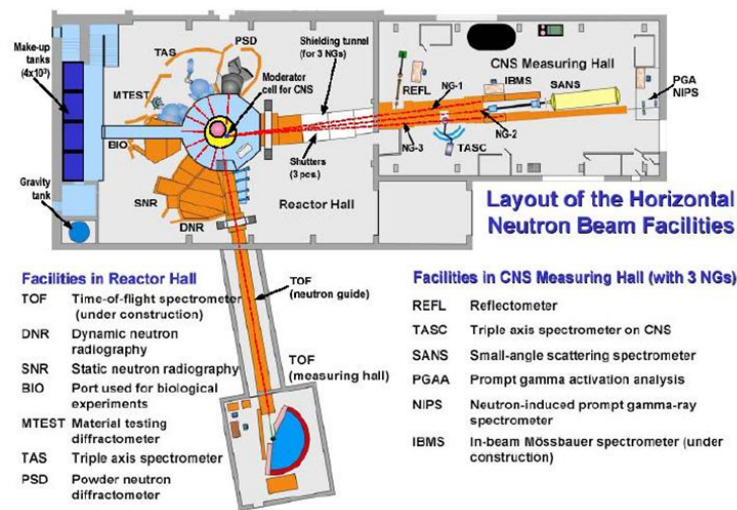 Make-up
tanks
(4x10³)
TAS
PSD
Shielding tunnel
(for 3 NGs)
Moderator
cell for CNS
MTEST
BIO
Shutters
(3 pcs.)
SNR
DNR
Gravity
tank
Reactor Hall
CNS Measuring Hall
REFL
NG-1
IBMS
SANS
PGA
NIPS
NG-3
TASC
NG-2
Layout of the Horizontal
Neutron Beam Facilities
TOF
(neutron guide)
TOF
(measuring hall)
Facilities in Reactor Hall
TOF Time-of-flight spectrometer
(under construction)
DNR Dynamic neutron
radiography
SNR Static neutron radiography
BIO Port used for biological
experiments
MTEST Material testing
diffractometer
TAS Triple axis spectrometer
PSD Powder neutron
diffractometer
Facilities in CNS Measuring Hall (with 3 NGs)
REFL Reflectometer
TASC Triple axis spectrometer on CNS
SANS Small-angle scattering spectrometer
PGAA Prompt gamma activation analysis
NIPS Neutron-induced prompt gamma-ray
spectrometer
IBMS In-beam Mössbauer spectrometer (under
construction)